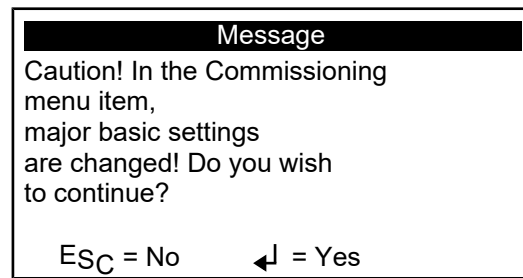 Message
Caution! In the Commissioning
menu item,
major basic settings
are changed! Do you wish
to continue?
ESC = No ↲ = Yes